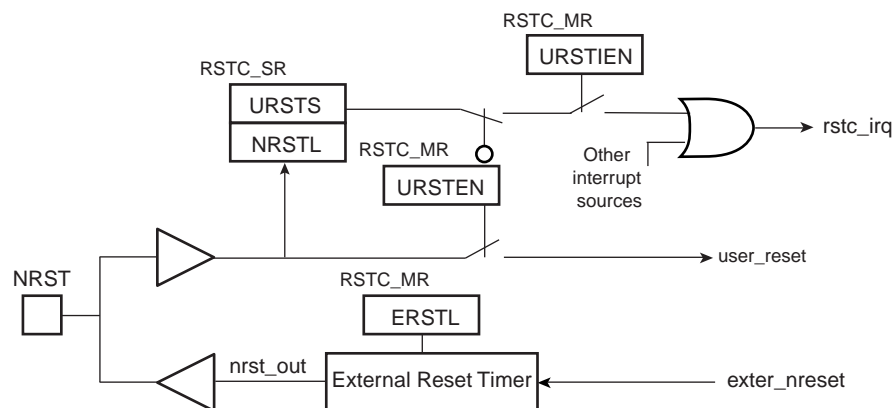 RSTC_MR
URSTIEN
RSTC_SR
URSTS
NRSTL
rstc_irq
RSTC_MR
URSTEN
Other
interrupt
sources
user_reset
NRST
RSTC_MR
ERSTL
nrst_out
External Reset Timer
exter_nreset